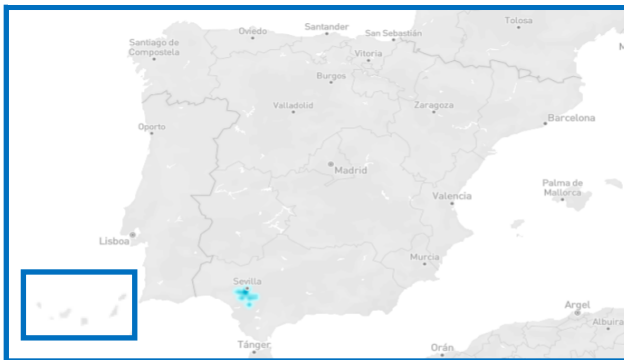 Tolosa
Oviedo
Santander
San Sebastián
Santiago de
Compostela
Vitoria
Burgos
Valladolid
Zaragoza
Barcelona
Oporto
Madrid
Palma de
Mallorca
Valencia
Lisboa
Murcia
Sevilla
Argel
Albuira
Tánger
Orán